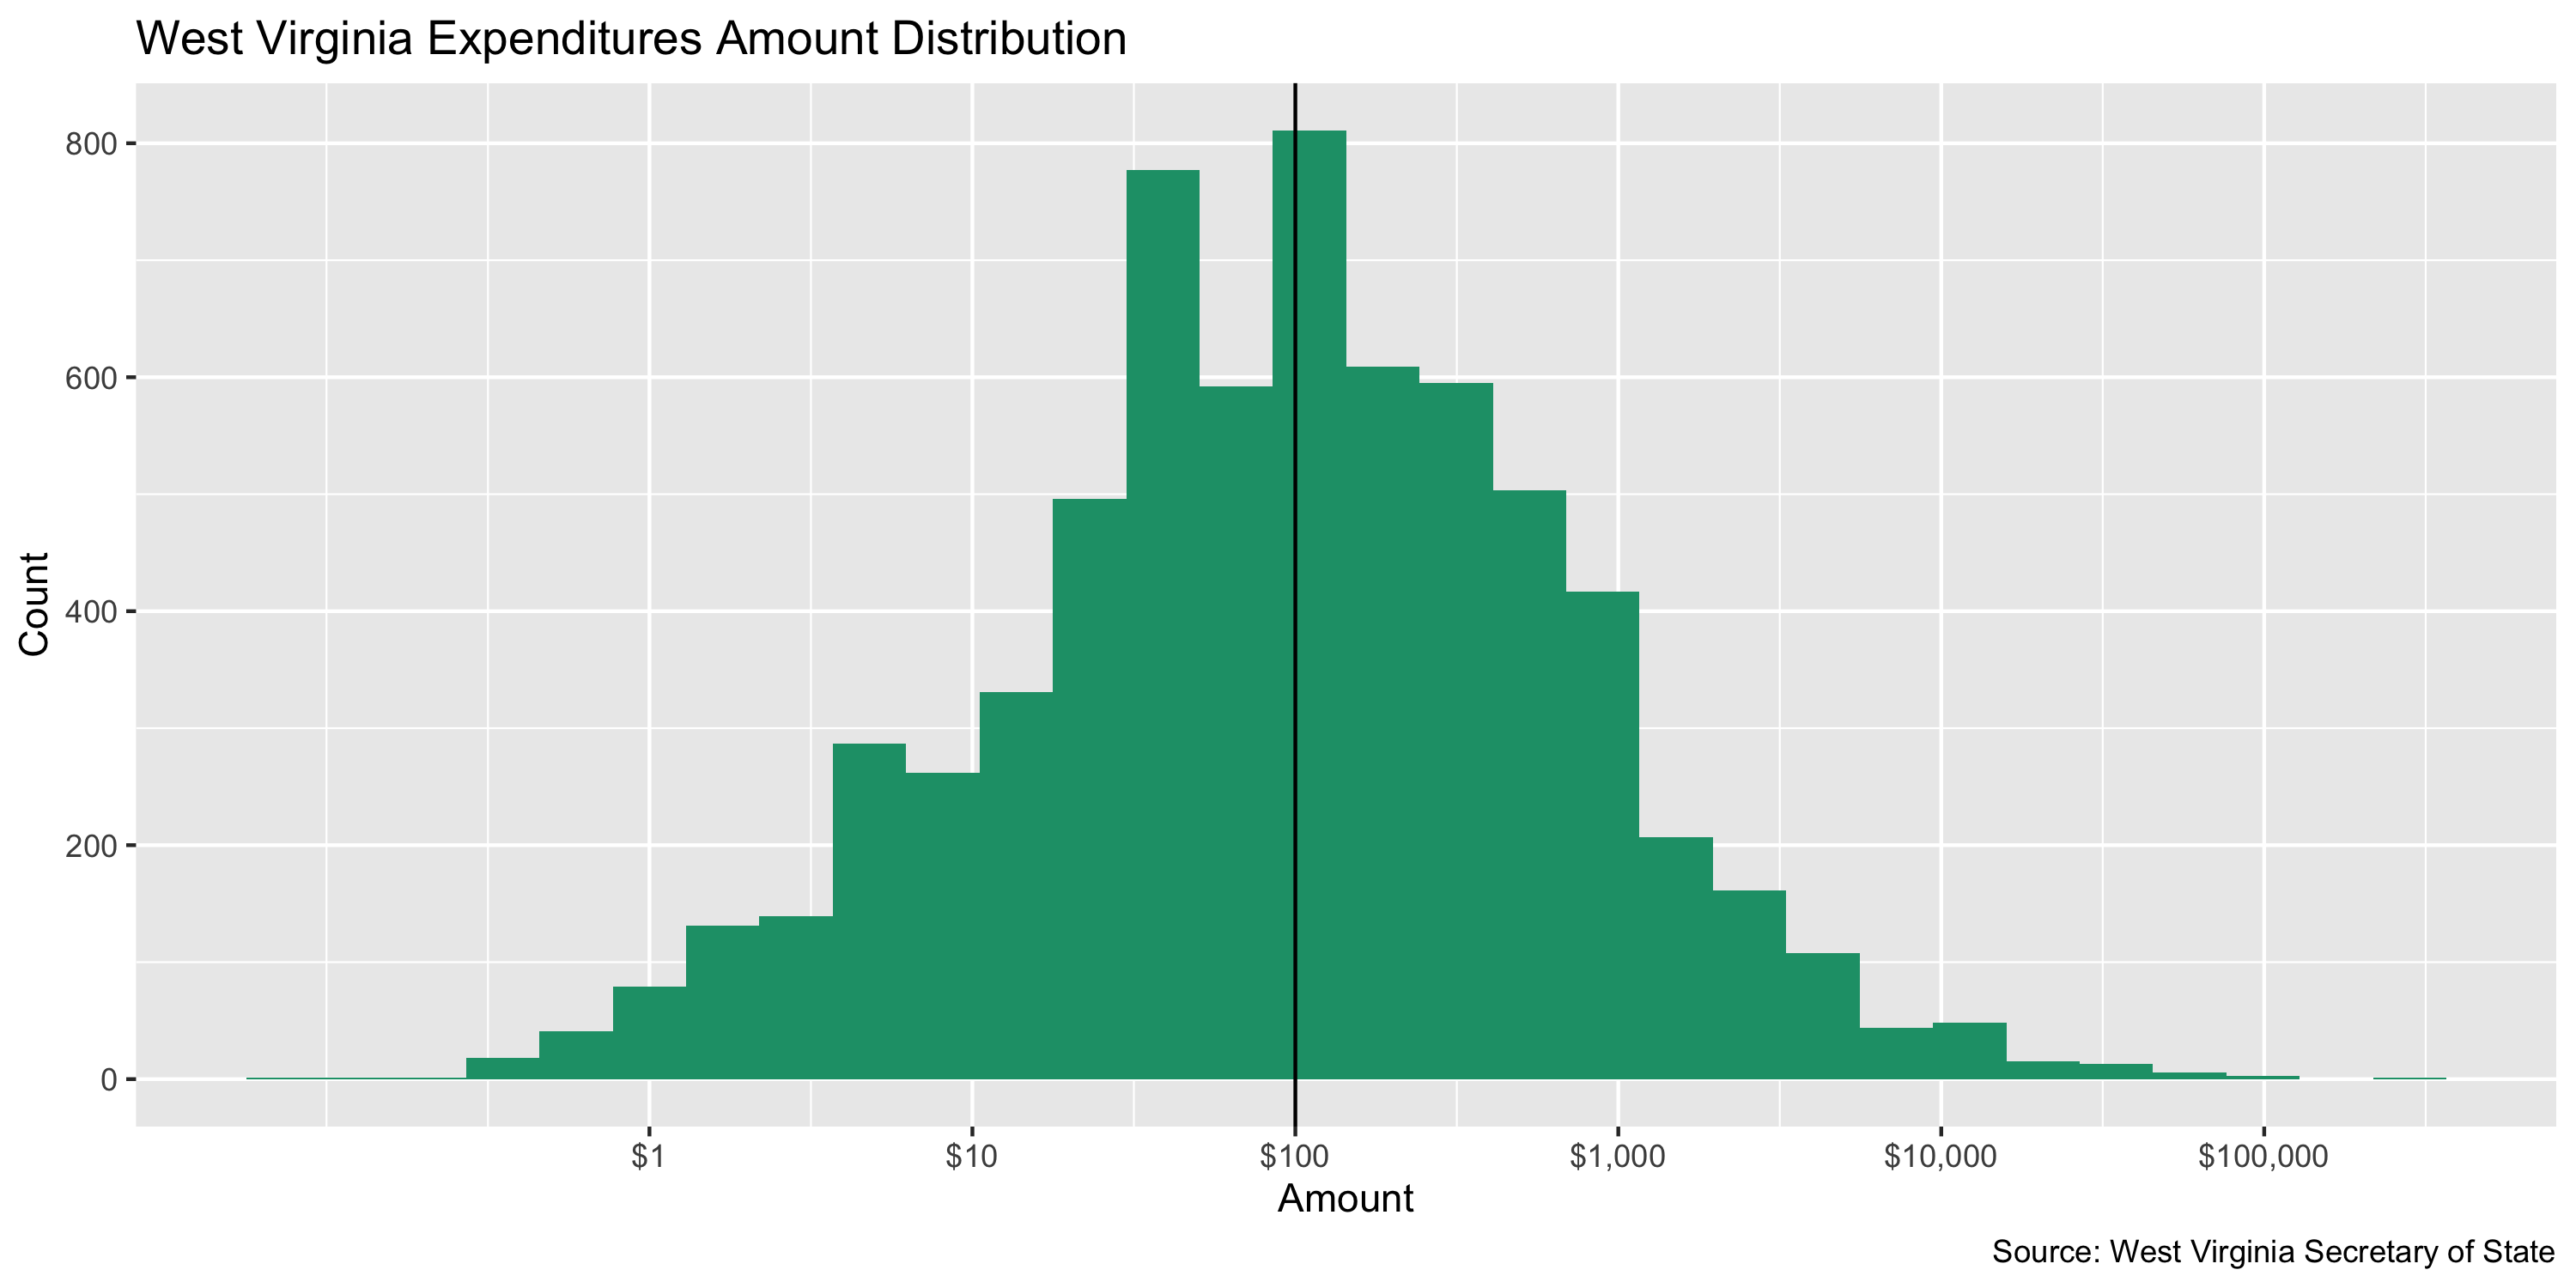 West Virginia Expenditures Amount Distribution
800
600
400
200
0
Count
$1 $10 $100 $1,000 $10,000 $100,000
Amount
Source: West Virginia Secretary of State